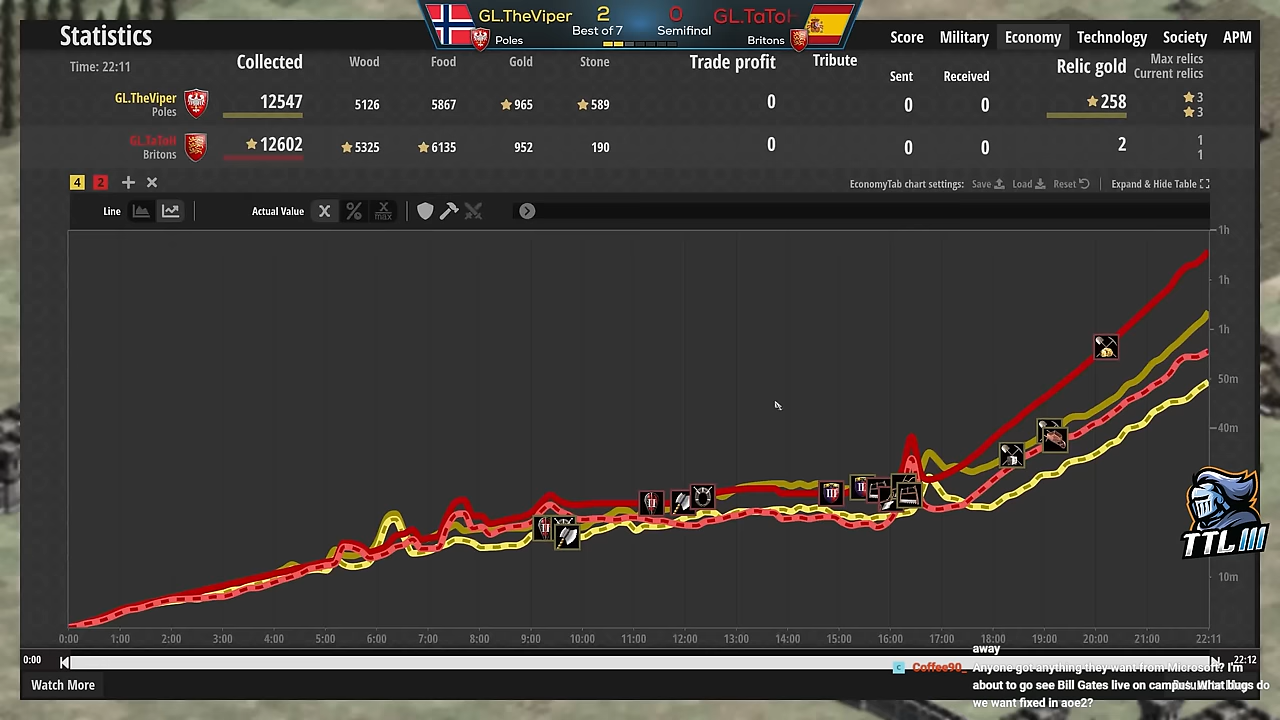 GL.TheViper 2 0 GL.TaToH
Best of 7 Semifinal
Poles Britons
Statistics
Score Military Economy Technology Society APM
Time: 22:11
Collected Wood Food Gold Stone Trade profit Tribute Sent Received Relic gold Max relics
Current relics
GL.TheViper
Poles
12547 5126 5867 965 589 0 0 0 258 3
3
GL.TaToH
Britons
12602 5325 6135 952 190 0 0 0 2 1
1
4 2
EconomyTab chart settings: Save Load Reset Expand & Hide Table
Line Actual Value X % X max
1h
1h
1h
50m
40m
10m
0:00 1:00 2:00 3:00 4:00 5:00 6:00 7:00 8:00 9:00 10:00 11:00 12:00 13:00 14:00 15:00 16:00 17:00 18:00 19:00 20:00 21:00 22:11
TTL III
0:00 22:12
Watch More
away
Coffee90_ Anyone got anything they want from Microsoft? I'm
about to go see Bill Gates live on campus. What bugs do
we want fixed in aoe2?